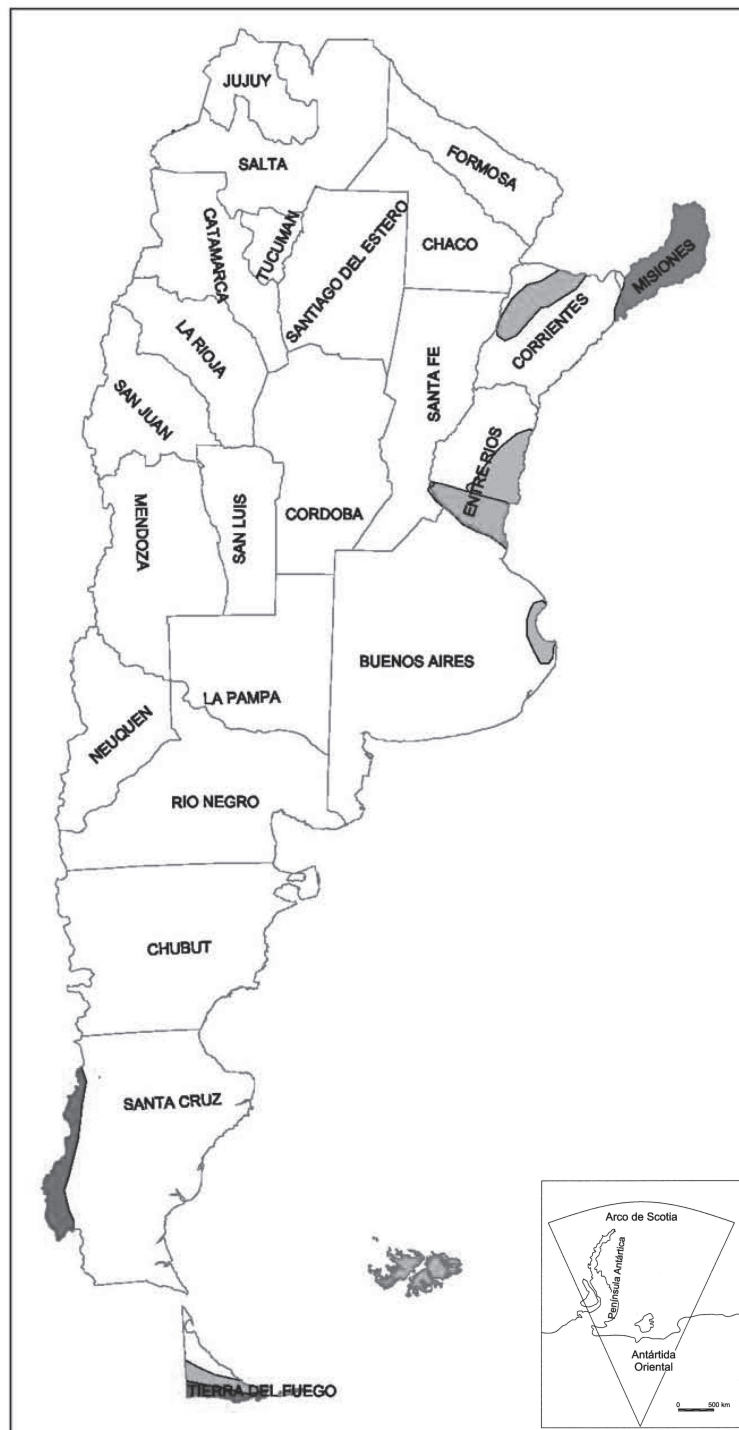 JUJUY
SALTA
FORMOSA
CATAMARCA
TUCUMAN
SANTIAGO DEL ESTERO
CHACO
MISIONES
LA RIOJA
CORRIENTES
SAN JUAN
SANTA FE
ENTRE RIOS
MENDOZA
SAN LUIS
CORDOBA
BUENOS AIRES
LA PAMPA
NEUQUEN
RIO NEGRO
CHUBUT
SANTA CRUZ
TIERRA DEL FUEGO
Arco de Scotia
Península Antártica
Antártida
Oriental
0 500 km